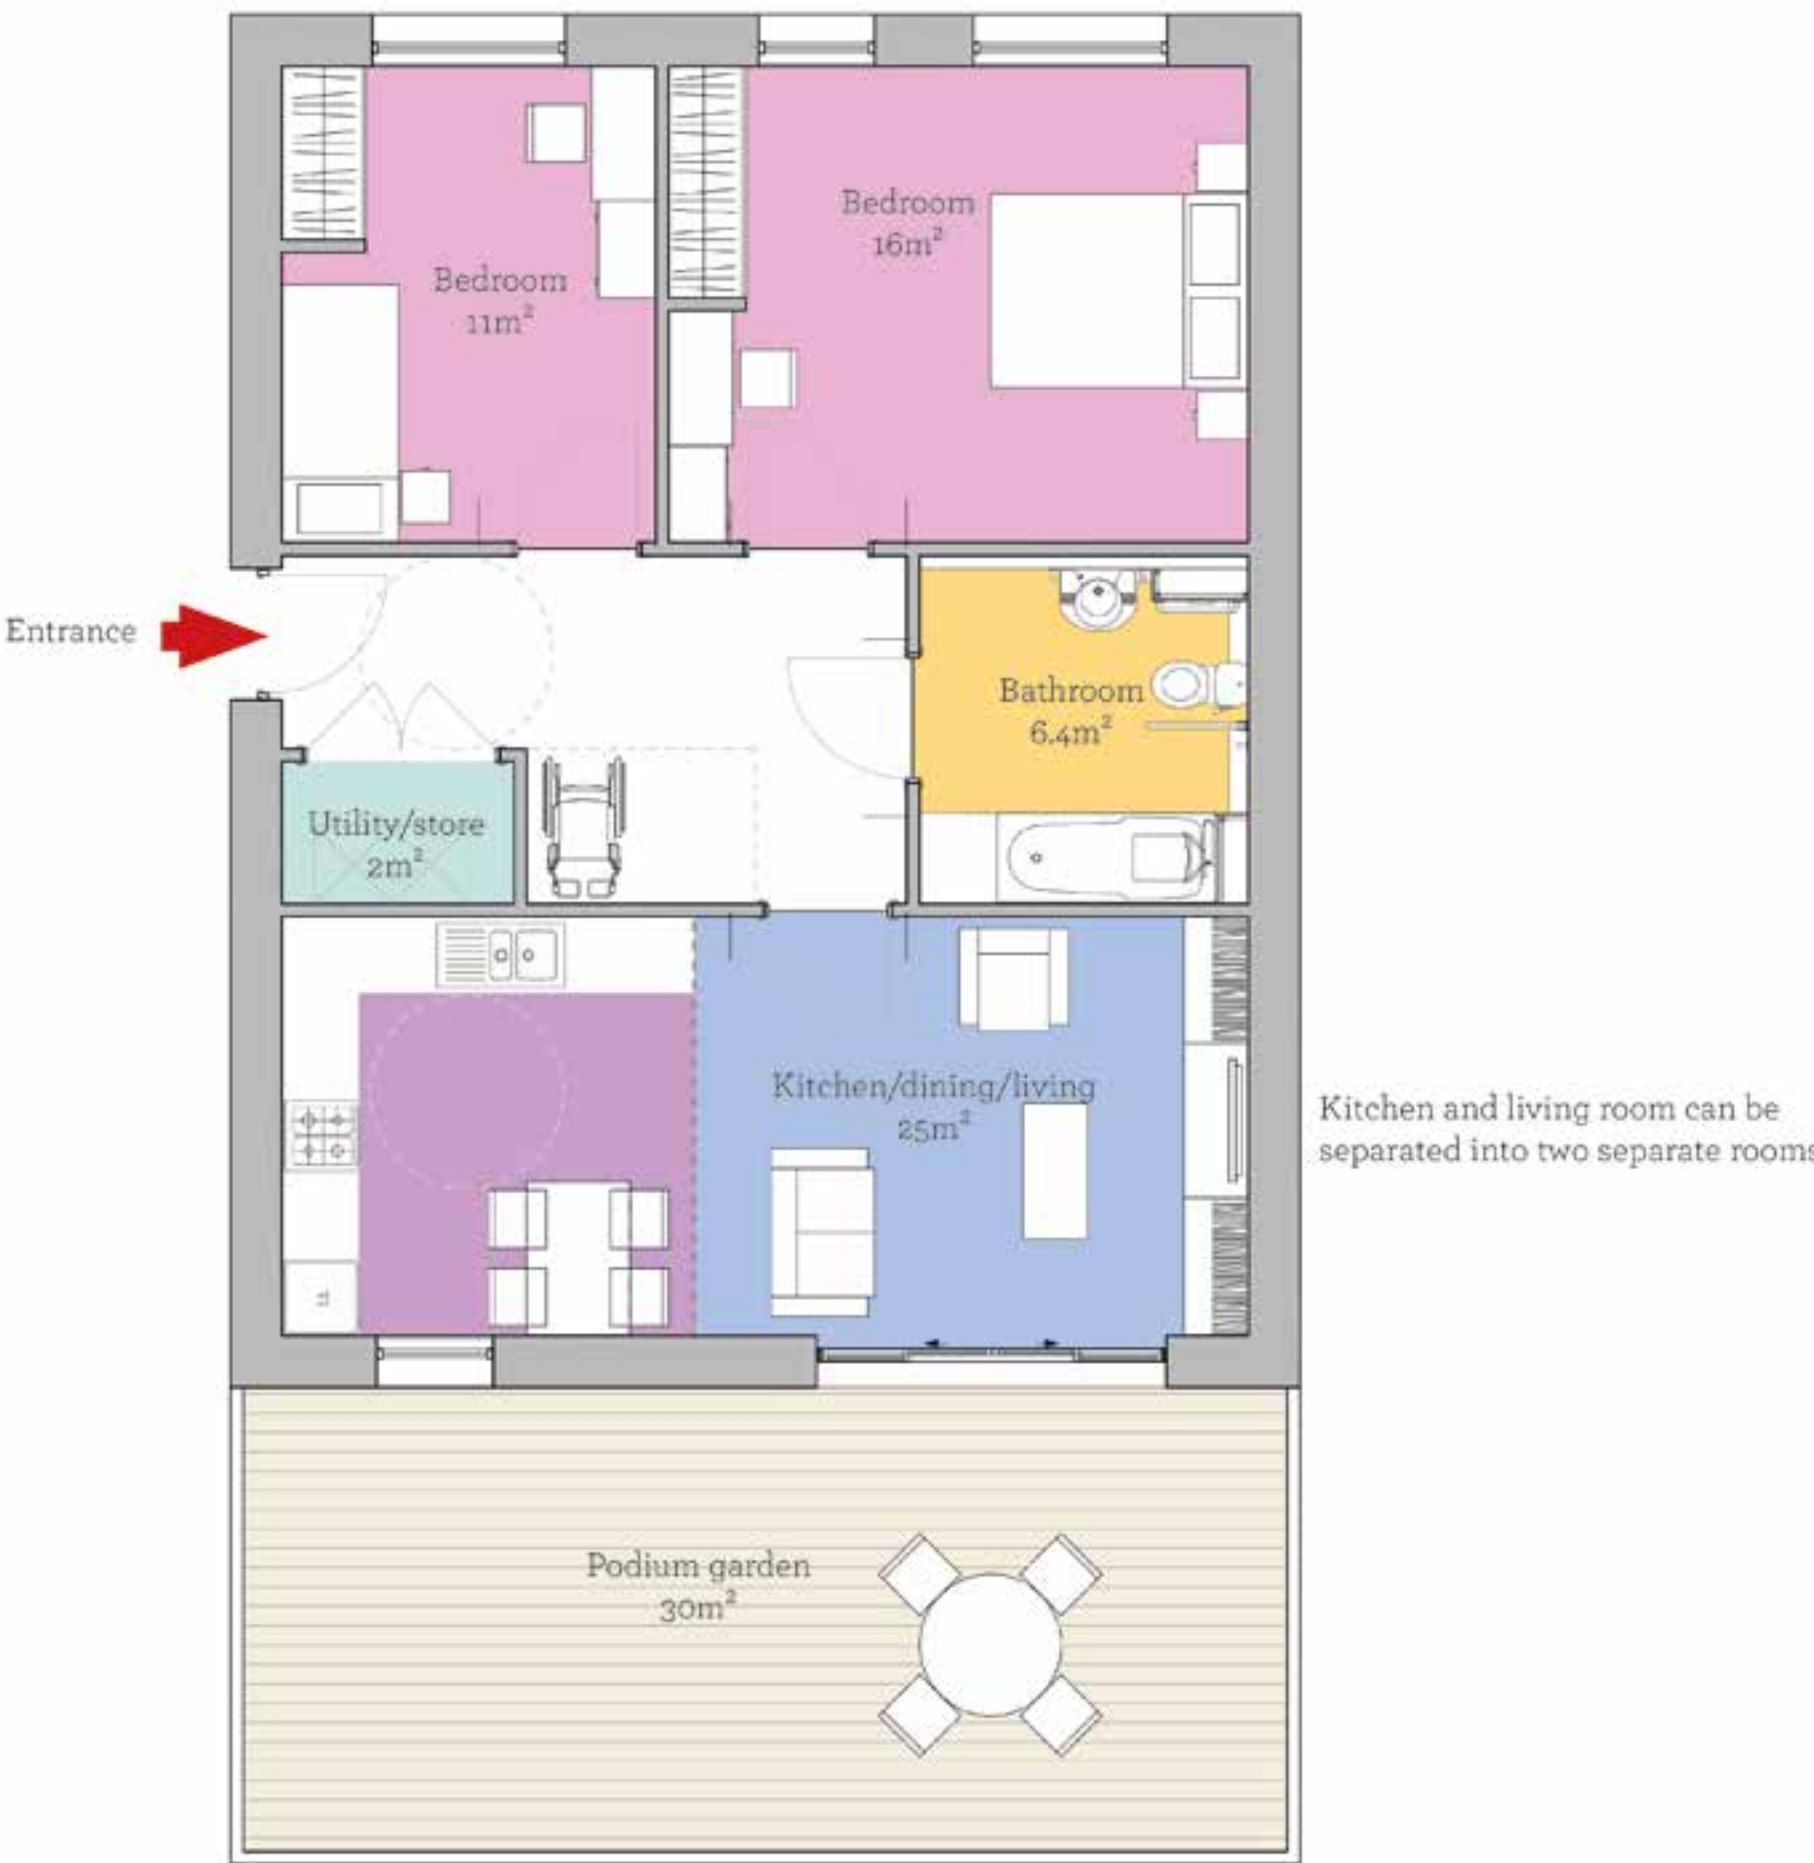 Bedroom
16m²
Bedroom
11m²
Entrance
Bathroom
6.4m²
Utility/store
2m²
Kitchen/dining/living
25m²
Kitchen and living room can be
separated into two separate rooms
Podium garden
30m²